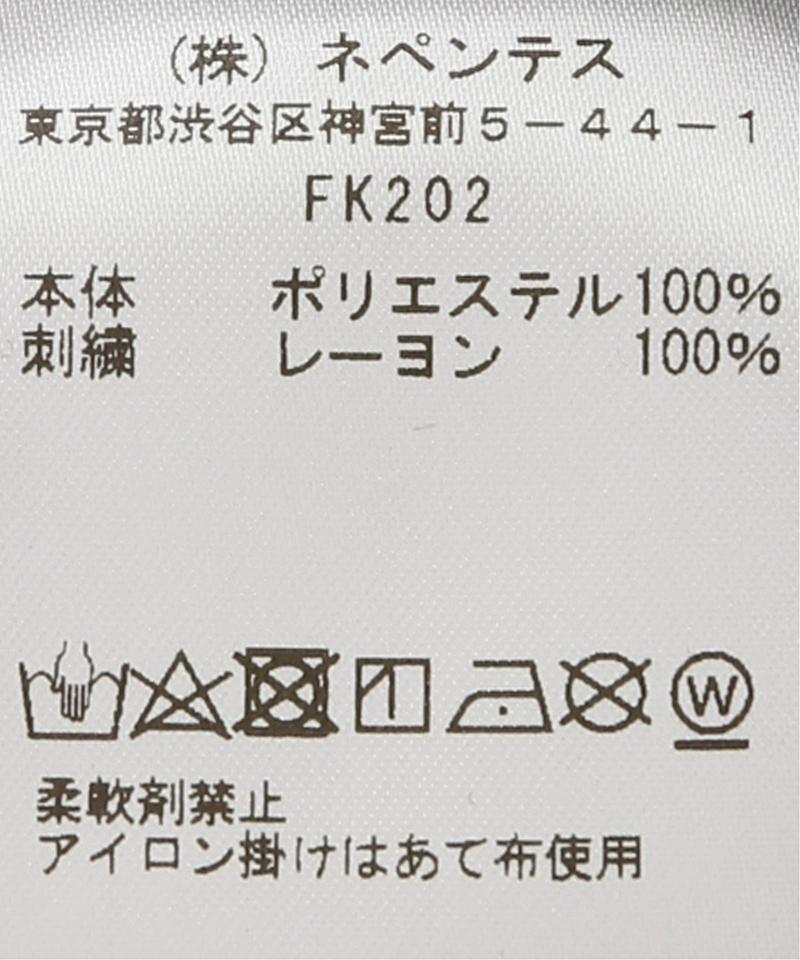 (株) ネペンテス
東京都渋谷区神宮前5-44-1
FK202
本体 ポリエステル100%
刺繍 レーヨン 100%
W
柔軟剤禁止
アイロン掛けはあて布使用